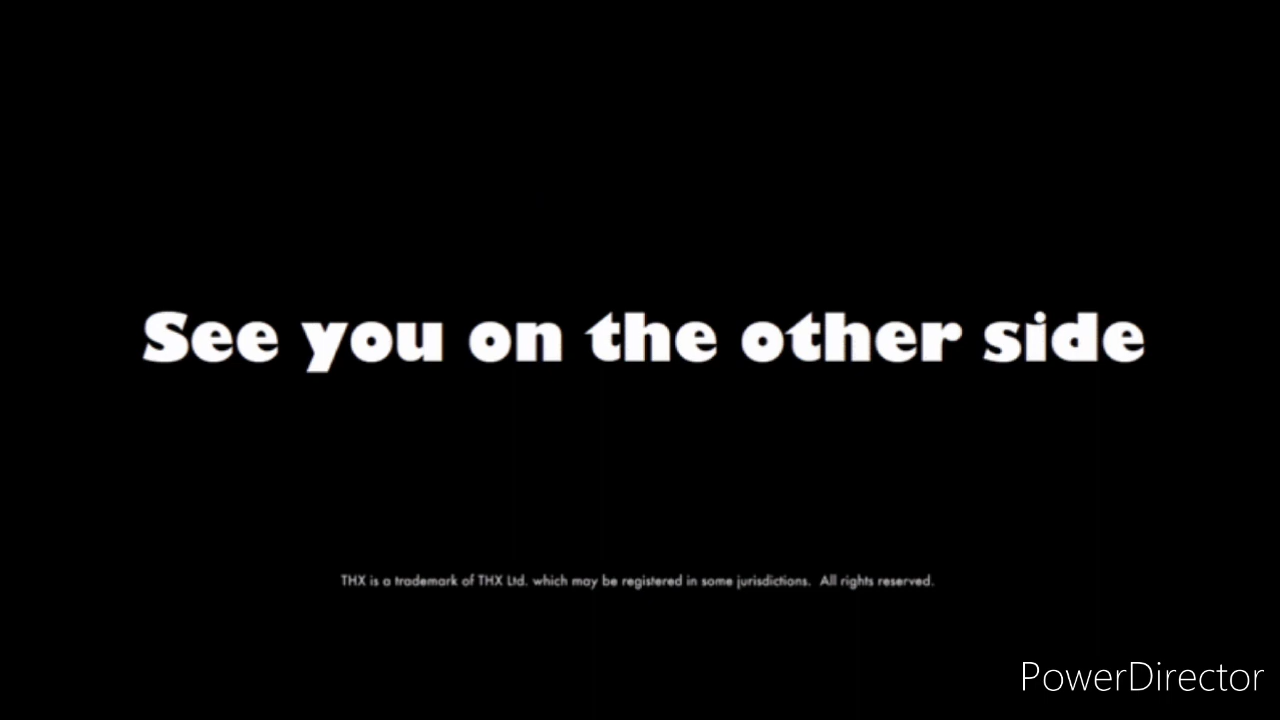 See you on the other side
THX is a trademark of THX Ltd. which may be registered in some jurisdictions.  All rights reserved.
PowerDirector